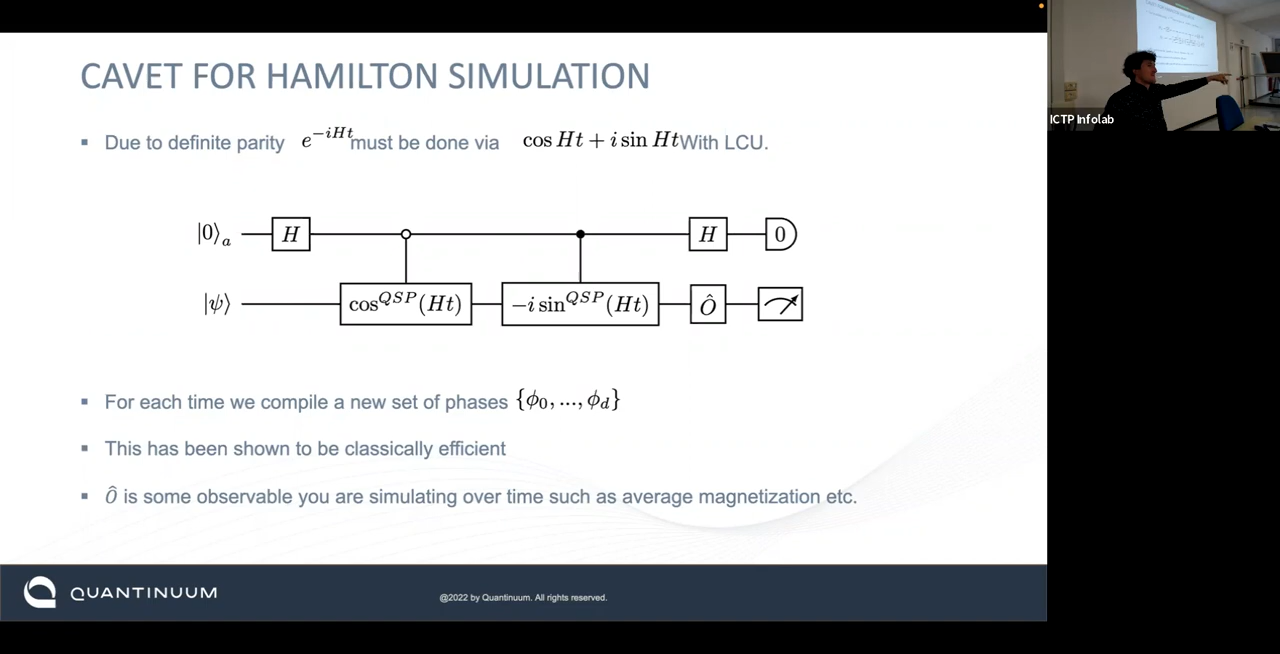 CAVET FOR HAMILTON SIMULATION
▪ Due to definite parity e^{-iHt} must be done via cos Ht + i sin Ht With LCU.
|0⟩_a H H 0
|ψ⟩ cos^{QSP}(Ht) −i sin^{QSP}(Ht) Ô
▪ For each time we compile a new set of phases {ϕ_0, ..., ϕ_d}
▪ This has been shown to be classically efficient
▪ Ô is some observable you are simulating over time such as average magnetization etc.
QUANTINUUM
@2022 by Quantinuum. All rights reserved.
ICTP Infolab